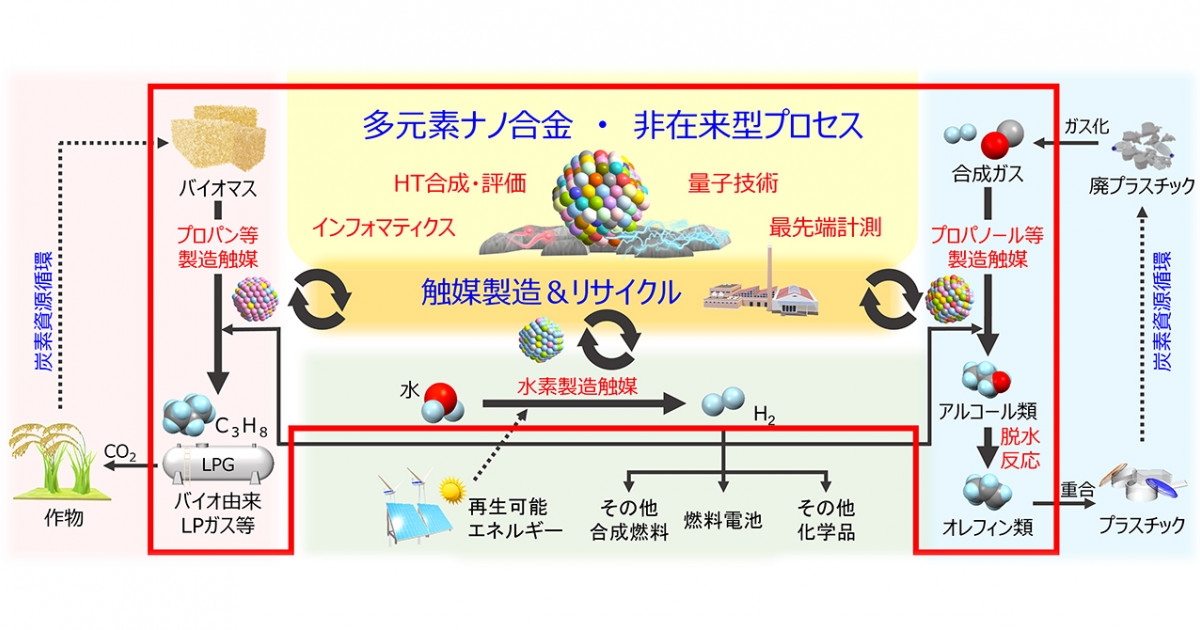 多元素ナノ合金 ・ 非在来型プロセス
HT合成・評価
量子技術
インフォマティクス
最先端計測
触媒製造＆リサイクル
バイオマス
プロパン等
製造触媒
炭素資源循環
C3H8
LPG
バイオ由来
LPガス等
CO2
作物
水
水素製造触媒
H2
再生可能
エネルギー
その他
合成燃料
燃料電池
その他
化学品
合成ガス
ガス化
廃プラスチック
プロパノール等
製造触媒
炭素資源循環
アルコール類
脱水
反応
オレフィン類
重合
プラスチック